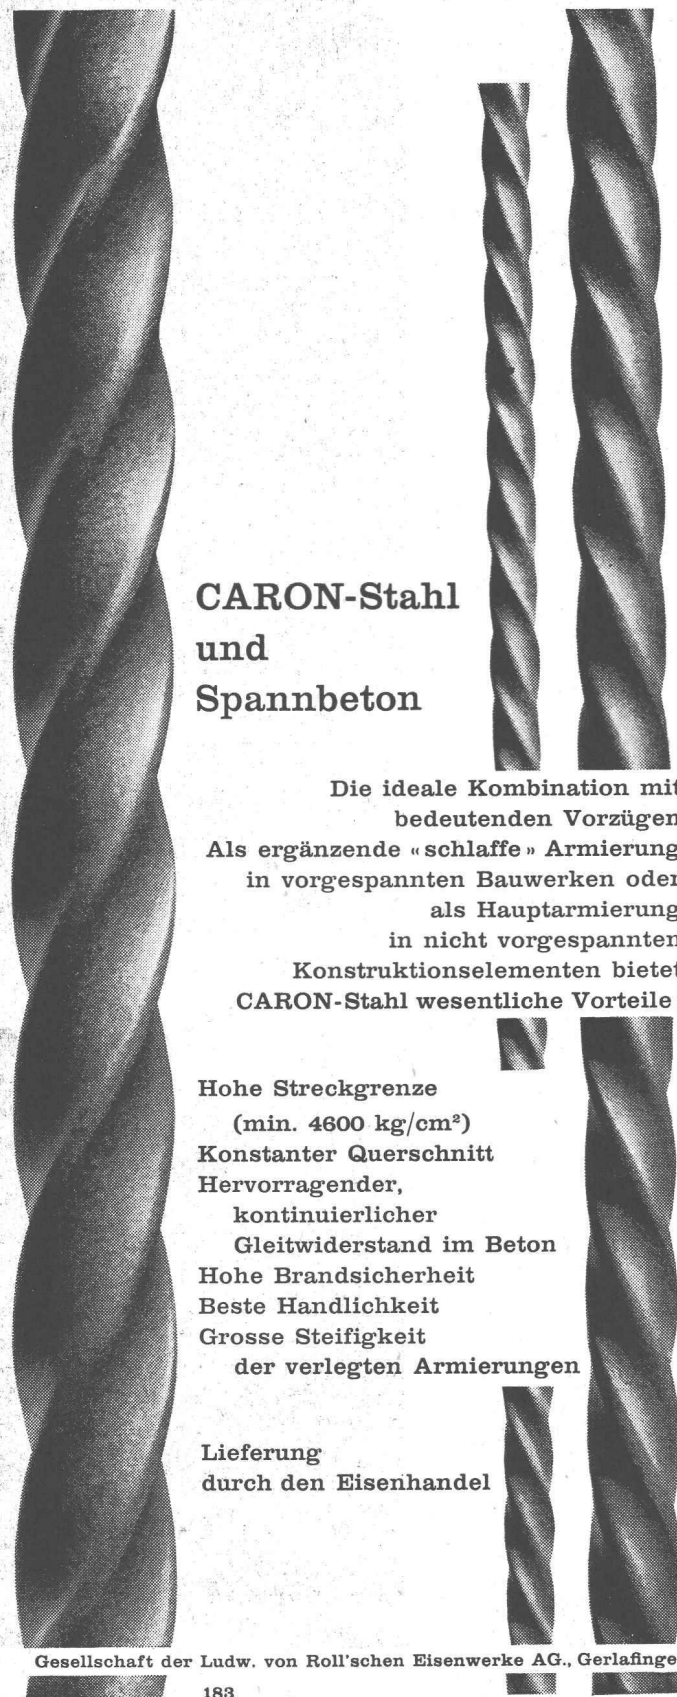 CARON-Stahl
und
Spannbeton
Die ideale Kombination mit
bedeutenden Vorzügen
Als ergänzende «schlaffe» Armierung
in vorgespannten Bauwerken oder
als Hauptarmierung
in nicht vorgespannten
Konstruktionselementen bietet
CARON-Stahl wesentliche Vorteile
Hohe Streckgrenze
(min. 4600 kg/cm²)
Konstanter Querschnitt
Hervorragender,
kontinuierlicher
Gleitwiderstand im Beton
Hohe Brandsicherheit
Beste Handlichkeit
Grosse Steifigkeit
der verlegten Armierungen
Lieferung
durch den Eisenhandel
Gesellschaft der Ludw. von Roll'schen Eisenwerke AG., Gerlafinge
183